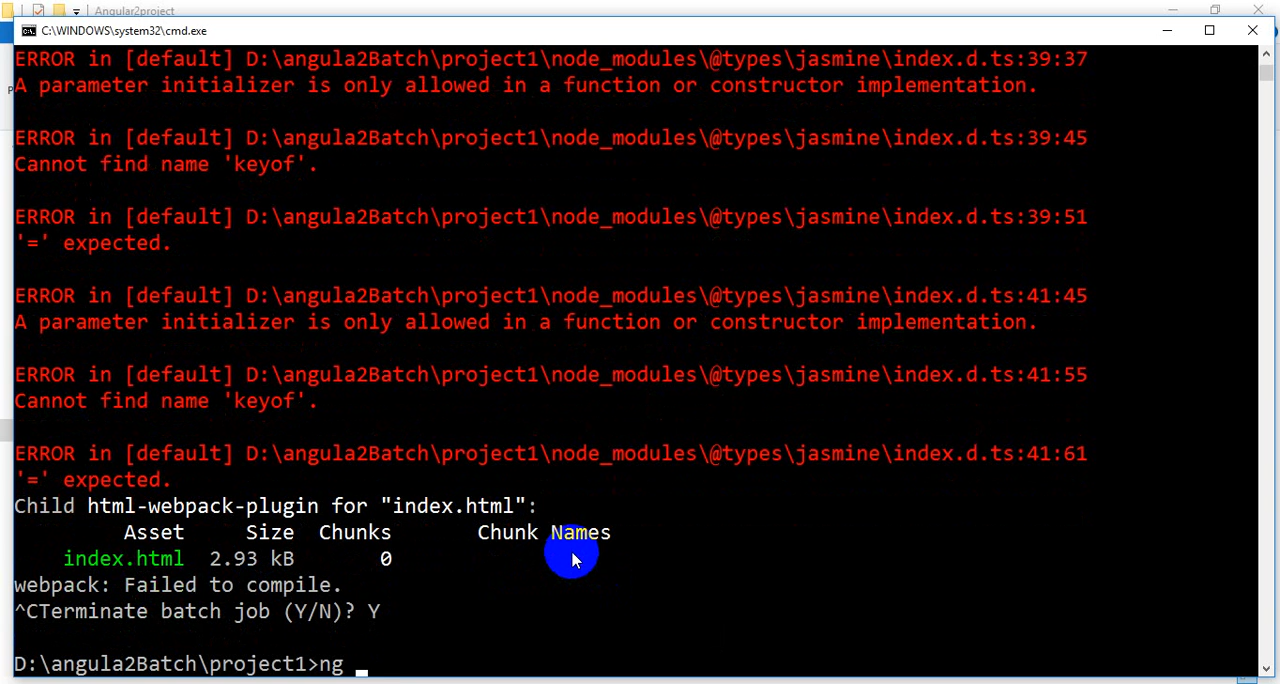 Angular2project
C:\WINDOWS\system32\cmd.exe
ERROR in [default] D:\angula2Batch\project1\node_modules\@types\jasmine\index.d.ts:39:37
A parameter initializer is only allowed in a function or constructor implementation.
ERROR in [default] D:\angula2Batch\project1\node_modules\@types\jasmine\index.d.ts:39:45
Cannot find name 'keyof'.
ERROR in [default] D:\angula2Batch\project1\node_modules\@types\jasmine\index.d.ts:39:51
'=' expected.
ERROR in [default] D:\angula2Batch\project1\node_modules\@types\jasmine\index.d.ts:41:45
A parameter initializer is only allowed in a function or constructor implementation.
ERROR in [default] D:\angula2Batch\project1\node_modules\@types\jasmine\index.d.ts:41:55
Cannot find name 'keyof'.
ERROR in [default] D:\angula2Batch\project1\node_modules\@types\jasmine\index.d.ts:41:61
'=' expected.
Child html-webpack-plugin for "index.html":
Asset Size Chunks Chunk Names
index.html 2.93 kB 0
webpack: Failed to compile.
^CTerminate batch job (Y/N)? Y
D:\angula2Batch\project1>ng